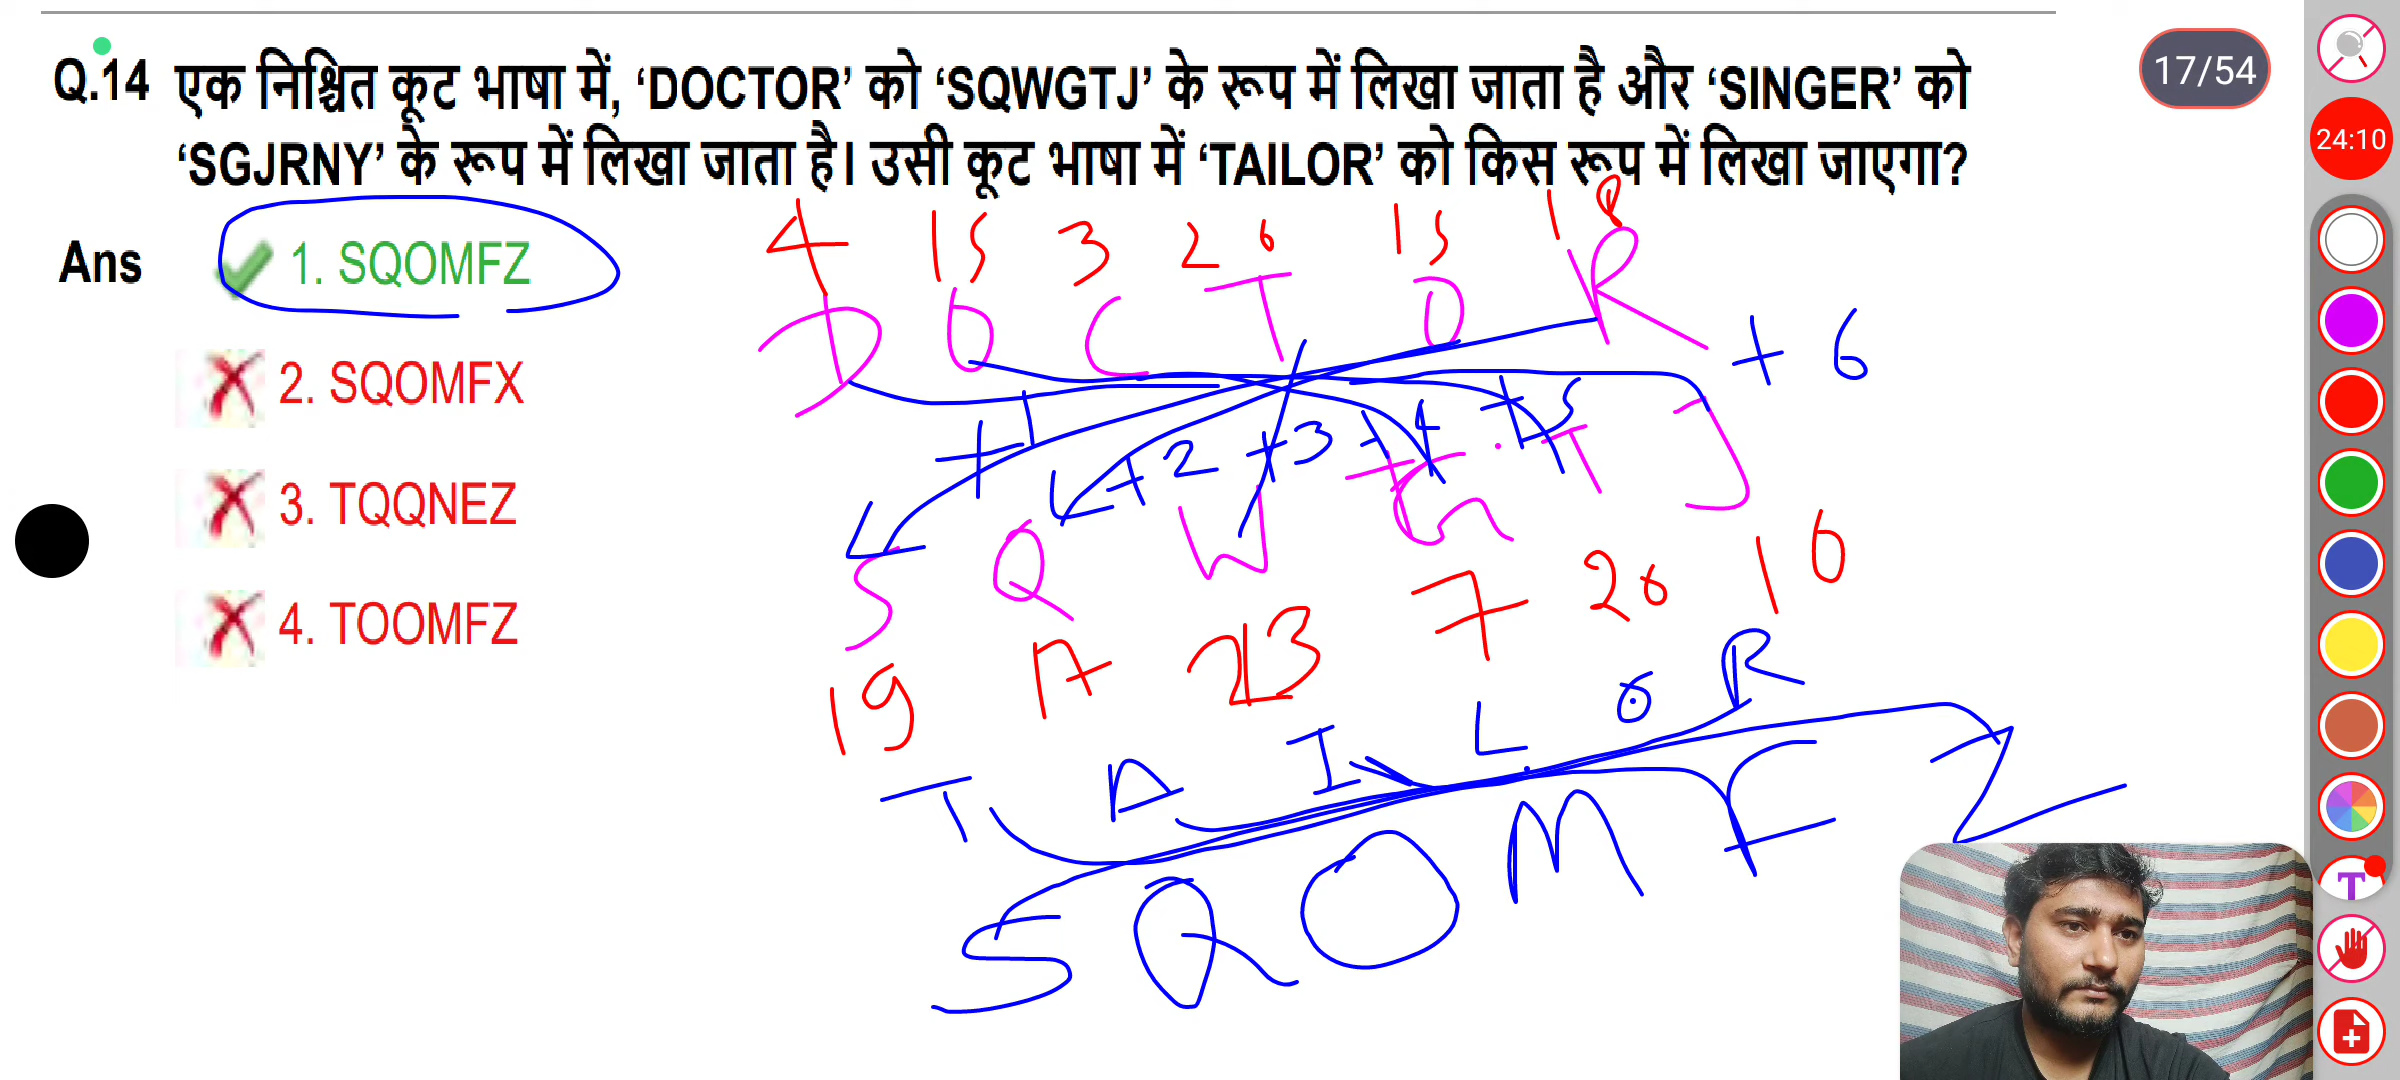 Q.14 एक निश्चित कूट भाषा में, ‘DOCTOR’ को ‘SQWGTJ’ के रूप में लिखा जाता है और ‘SINGER’ को
‘SGJRNY’ के रूप में लिखा जाता है। उसी कूट भाषा में ‘TAILOR’ को किस रूप में लिखा जाएगा?
17/54
24:10
Ans 1. SQOMFZ
2. SQOMFX
3. TQQNEZ
4. TOOMFZ
4 15 3 20 15 18
D O C T O R
+1 +2 +3 +4 +5 +6
S Q W G T J
19 17 23 7 20 10
T A I L O R
S Q O M F Z
T